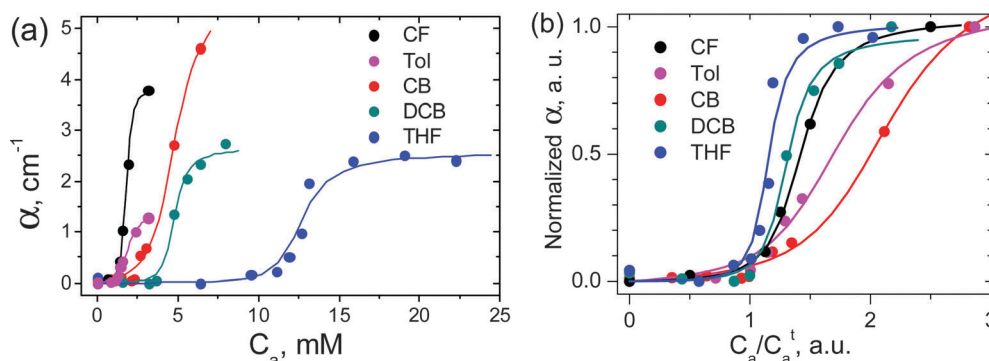 (a)
5
4
3
2
1
0
α, cm⁻¹
CF
Tol
CB
DCB
THF
0 5 10 15 20 25
Cₐ, mM
(b)
1.0
0.5
0.0
Normalized α, a. u.
CF
Tol
CB
DCB
THF
0 1 2 3
Cₐ/Cₐᵗ, a.u.